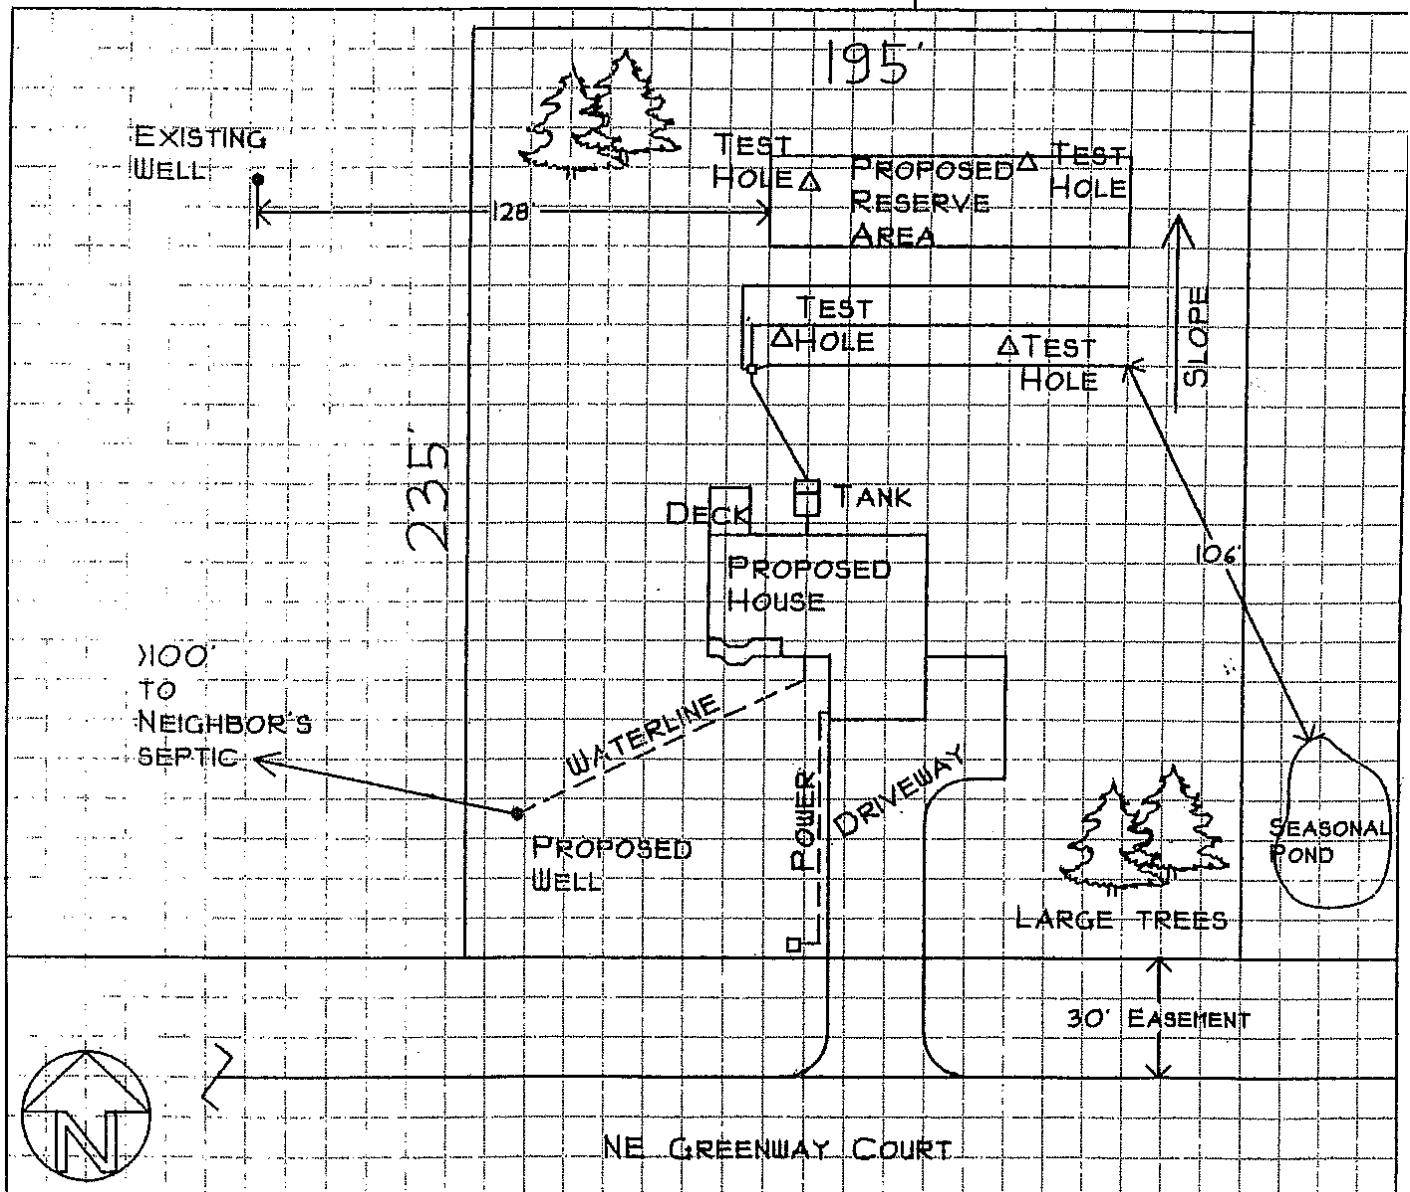 195'
EXISTING
WELL
TEST
HOLE
PROPOSED
RESERVE
AREA
TEST
HOLE
128'
SLOPE
TEST
HOLE
TEST
HOLE
235'
TANK
DECK
PROPOSED
HOUSE
106'
>100'
TO
NEIGHBOR'S
SEPTIC
WATERLINE
POWER
DRIVEWAY
PROPOSED
WELL
SEASONAL
POND
LARGE TREES
30' EASEMENT
N
NE GREENWAY COURT